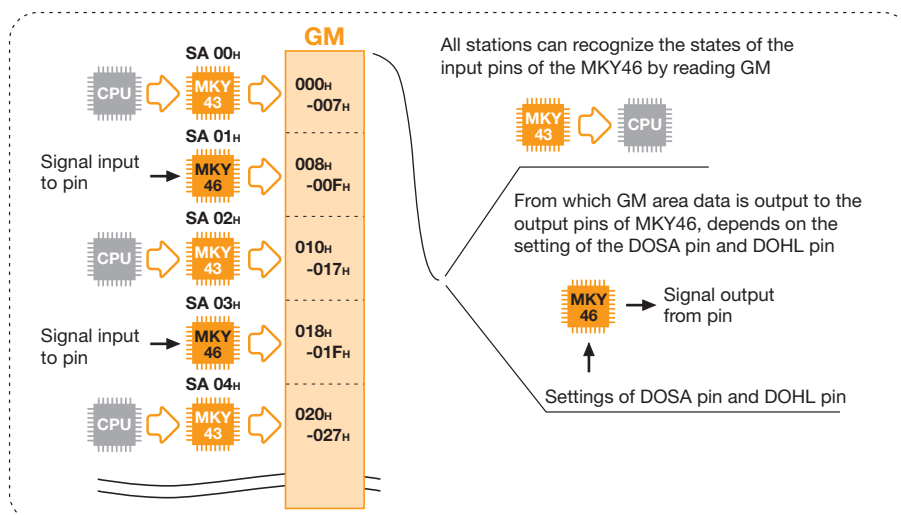 GM
SA 00H
CPU
MKY
43
000H
-007H
SA 01H
Signal input
to pin
MKY
46
008H
-00FH
SA 02H
CPU
MKY
43
010H
-017H
SA 03H
Signal input
to pin
MKY
46
018H
-01FH
SA 04H
CPU
MKY
43
020H
-027H
All stations can recognize the states of the
input pins of the MKY46 by reading GM
MKY
43
CPU
From which GM area data is output to the
output pins of MKY46, depends on the
setting of the DOSA pin and DOHL pin
MKY
46
Signal output
from pin
Settings of DOSA pin and DOHL pin